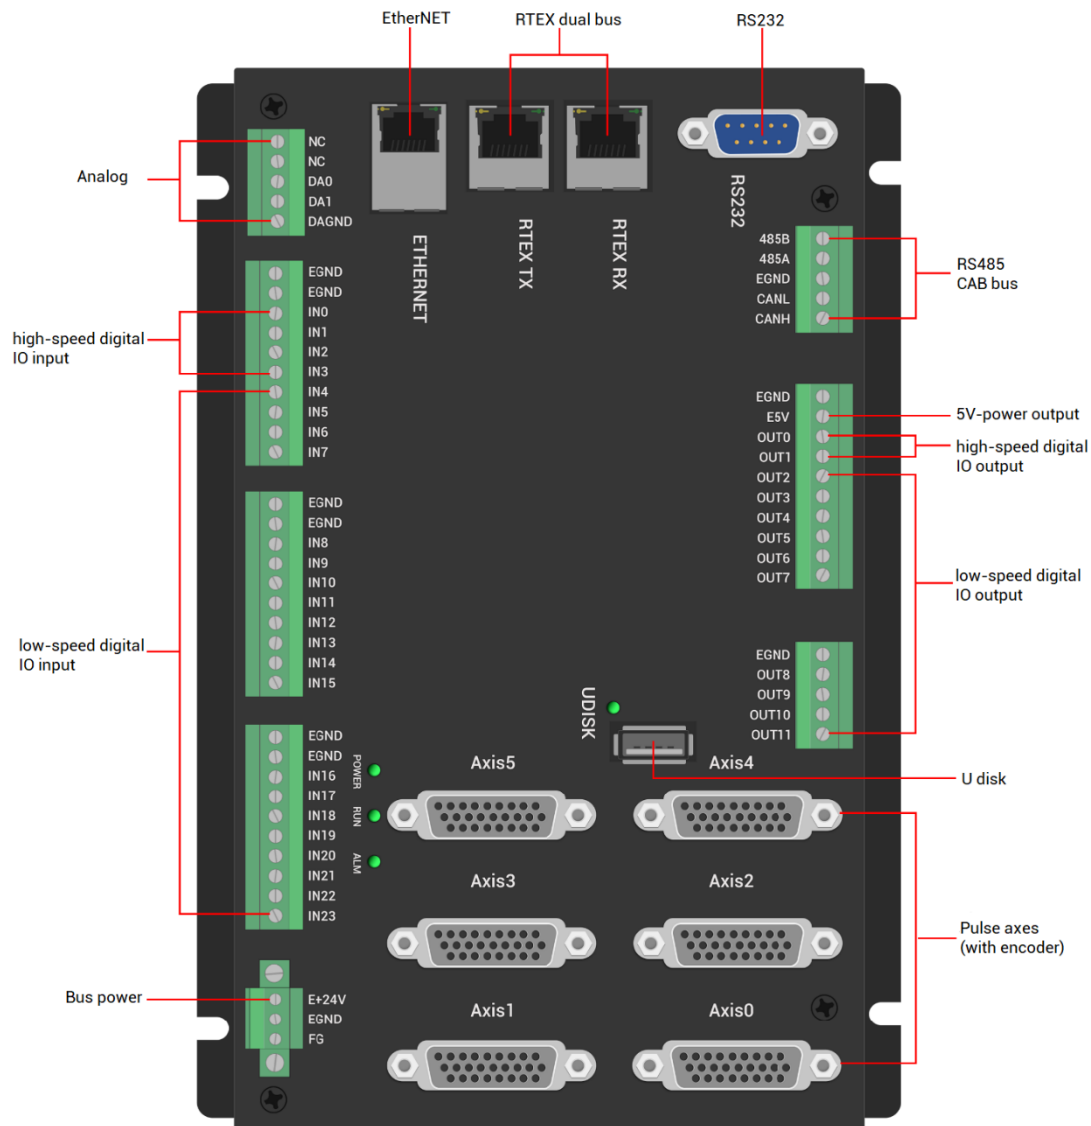 EtherNET
RTEX dual bus
RS232
Analog
NC
NC
DA0
DA1
DAGND
ETHERNET
RTEX TX
RTEX RX
RS232
485B
485A
EGND
CANL
CANH
RS485
CAB bus
high-speed digital
IO input
EGND
EGND
IN0
IN1
IN2
IN3
IN4
IN5
IN6
IN7
EGND
E5V
OUT0
OUT1
OUT2
OUT3
OUT4
OUT5
OUT6
OUT7
5V-power output
high-speed digital
IO output
low-speed digital
IO output
low-speed digital
IO input
EGND
EGND
IN8
IN9
IN10
IN11
IN12
IN13
IN14
IN15
EGND
OUT8
OUT9
OUT10
OUT11
UDISK
U disk
EGND
EGND
IN16
IN17
IN18
IN19
IN20
IN21
IN22
IN23
POWER
RUN
ALM
Axis5
Axis4
Axis3
Axis2
Axis1
Axis0
Pulse axes
(with encoder)
Bus power
E+24V
EGND
FG